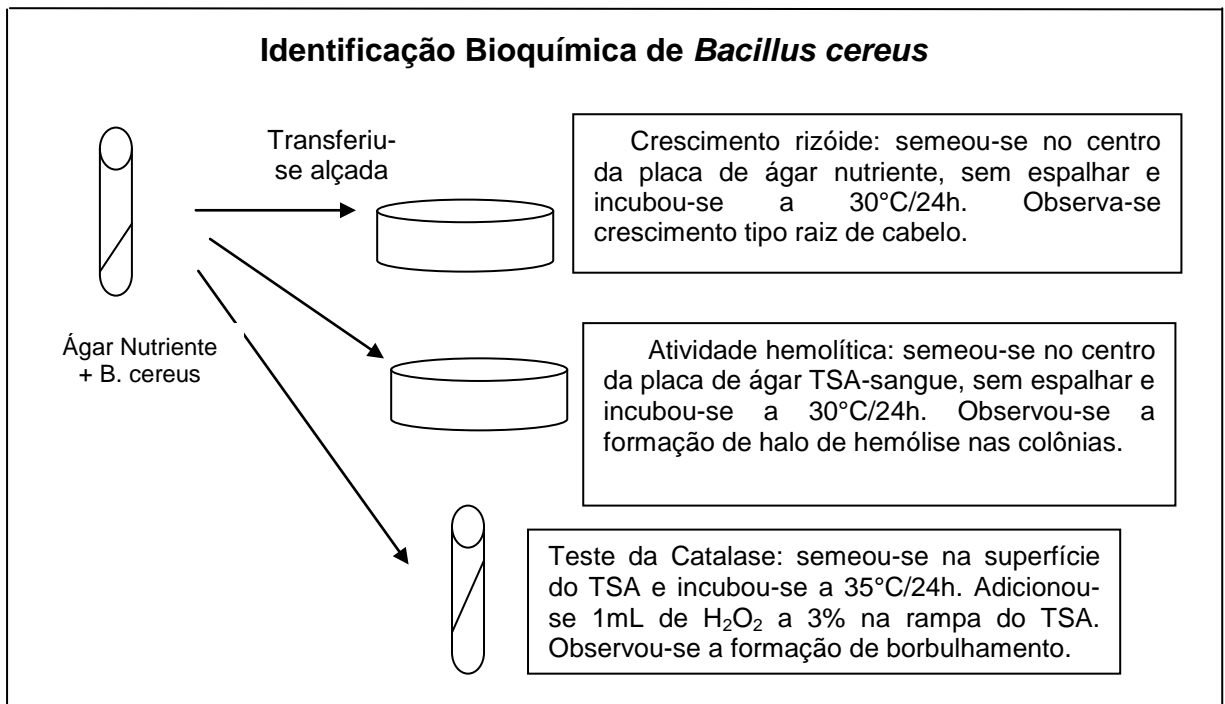 Identificação Bioquímica de Bacillus cereus
Transferiu-
se alçada
Crescimento rizóide: semeou-se no centro
da placa de ágar nutriente, sem espalhar e
incubou-se a 30°C/24h. Observa-se
crescimento tipo raiz de cabelo.
Ágar Nutriente
+ B. cereus
Atividade hemolítica: semeou-se no centro
da placa de ágar TSA-sangue, sem espalhar e
incubou-se a 30°C/24h. Observou-se a
formação de halo de hemólise nas colônias.
Teste da Catalase: semeou-se na superfície
do TSA e incubou-se a 35°C/24h. Adicionou-
se 1mL de H₂O₂ a 3% na rampa do TSA.
Observou-se a formação de borbulhamento.